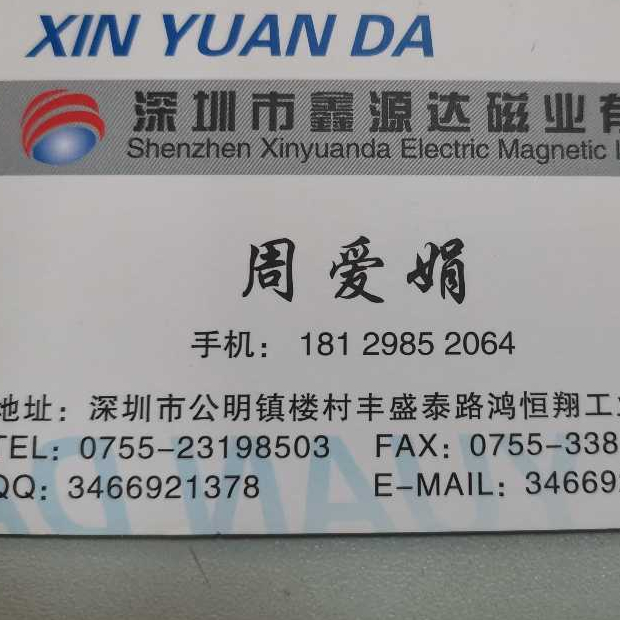 XIN YUAN DA
深圳市鑫源达磁业有
Shenzhen Xinyuanda Electric Magnetic
周爱娟
手机： 181 2985 2064
地址：深圳市公明镇楼村丰盛泰路鸿恒翔工业
TEL：0755-23198503 FAX：0755-338
QQ：3466921378 E-MAIL：34669